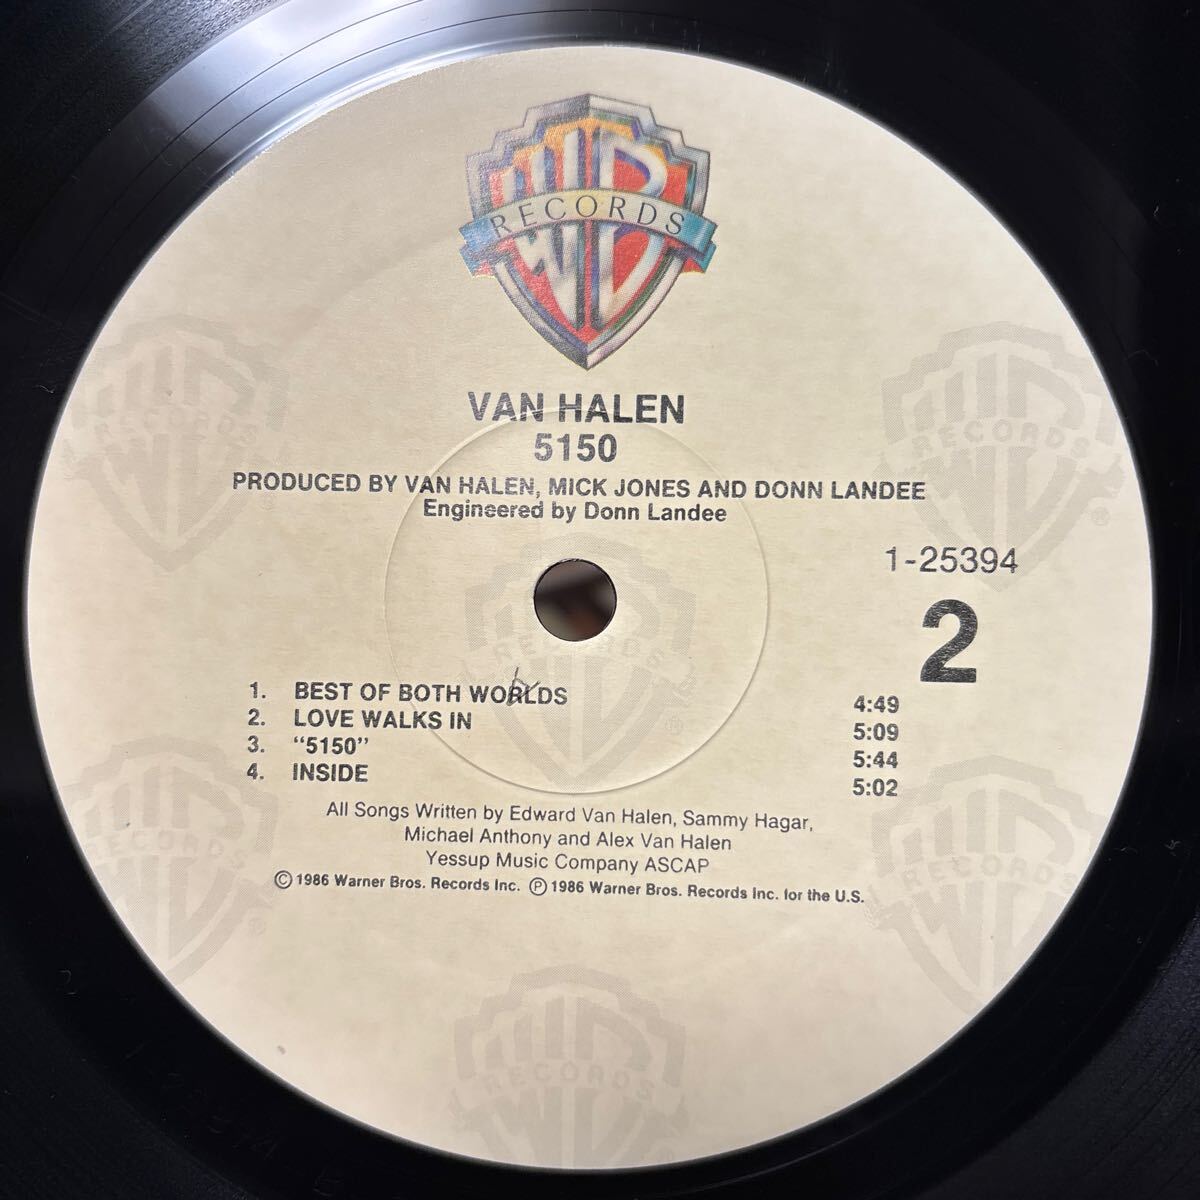 RECORDS
VAN HALEN
5150
PRODUCED BY VAN HALEN, MICK JONES AND DONN LANDEE
Engineered by Donn Landee
1-25394
2
1. BEST OF BOTH WORLDS 4:49
2. LOVE WALKS IN 5:09
3. “5150” 5:44
4. INSIDE 5:02
All Songs Written by Edward Van Halen, Sammy Hagar,
Michael Anthony and Alex Van Halen
Yessup Music Company ASCAP
© 1986 Warner Bros. Records Inc. ℗ 1986 Warner Bros. Records Inc. for the U.S.